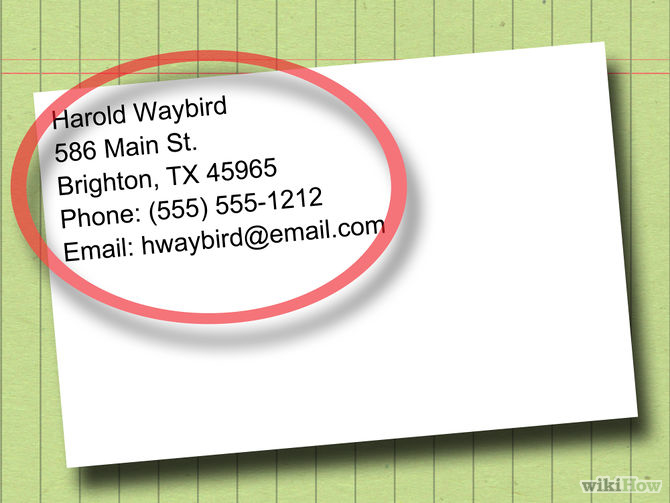 Harold Waybird
586 Main St.
Brighton, TX 45965
Phone: (555) 555-1212
Email: hwaybird@email.com
wikiHow